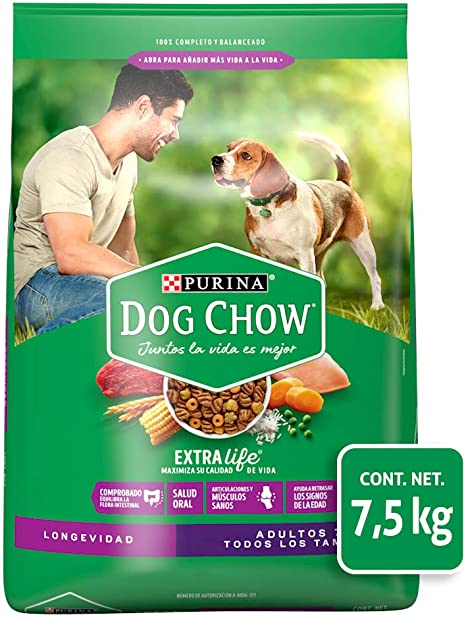 100% COMPLETO Y BALANCEADO
• ABRA PARA AÑADIR MÁS VIDA A LA VIDA •
PURINA
DOG CHOW®
Juntos la vida es mejor
EXTRA life®
MAXIMIZA SU CALIDAD DE VIDA
COMPROBADO EQUILIBRA LA FLORA INTESTINAL
SALUD ORAL
ARTICULACIONES Y MÚSCULOS SANOS
AYUDA A RETRASAR LOS SIGNOS DE LA EDAD
LONGEVIDAD
ADULTOS
TODOS LOS
CONT. NET.
7,5 kg
CONT. NET.